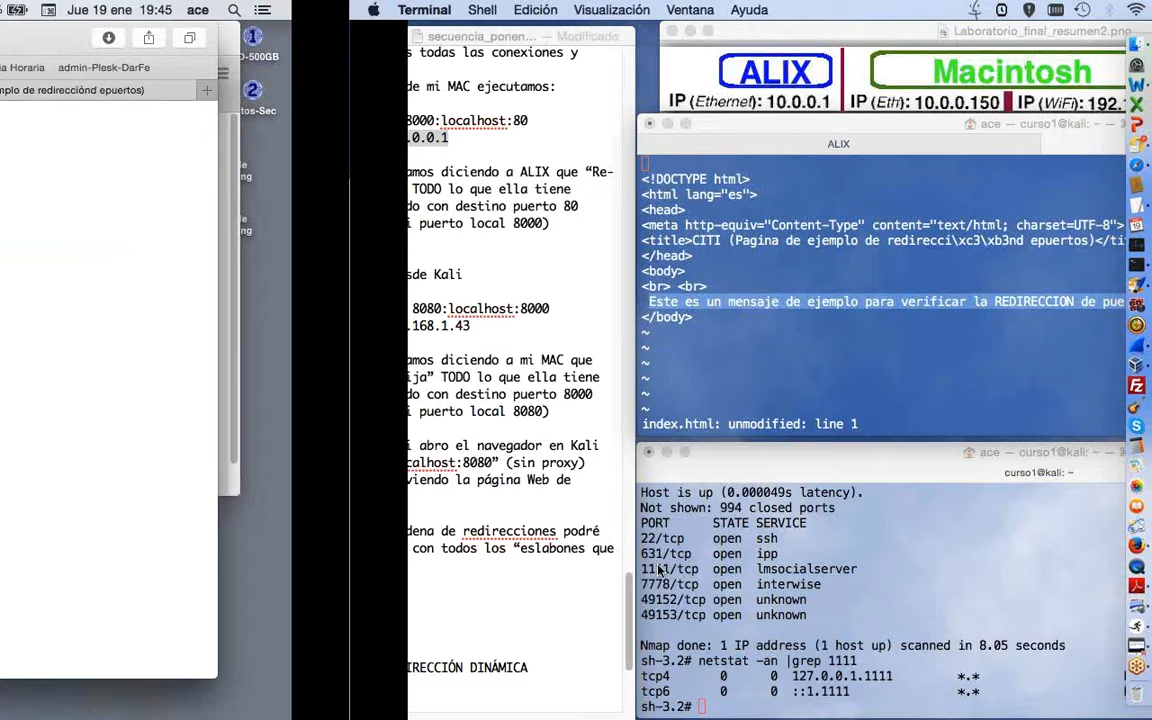 Jue 19 ene 19:45 ace
ia Horaria admin-Plesk-DarFe
nplo de redirecciónd epuertos)
D-500GB
tos-Sec
Terminal Shell Edición Visualización Ventana Ayuda
secuencia_ponen... — Modificado
s todas las conexiones y
de mi MAC ejecutamos:
8000:localhost:80
.0.0.1
amos diciendo a ALIX que “Re-
TODO lo que ella tiene
do con destino puerto 80
i puerto local 8000)
sde Kali
8080:localhost:8000
.168.1.43
amos diciendo a mi MAC que
ija” TODO lo que ella tiene
do con destino puerto 8000
i puerto local 8080)
i abro el navegador en Kali
calhost:8080” (sin proxy)
viendo la página Web de
dena de redirecciones podré
con todos los “eslabones que
IRECCIÓN DINÁMICA
Laboratorio_final_resumen2.png
ALIX
Macintosh
IP (Ethernet): 10.0.0.1
IP (Eth): 10.0.0.150
IP (WiFi): 192.
ace — curso1@kali: ~ —
ALIX
<!DOCTYPE html>
<html lang="es">
<head>
<meta http-equiv="Content-Type" content="text/html; charset=UTF-8">
<title>CITI (Pagina de ejemplo de redirecci\xc3\xb3nd epuertos)</ti
</head>
<body>
<br> <br>
Este es un mensaje de ejemplo para verificar la REDIRECCION de pue
</body>
~
~
~
~
~
~
index.html: unmodified: line 1
ace — curso1@kali: ~
curso1@kali: ~
Host is up (0.000049s latency).
Not shown: 994 closed ports
PORT STATE SERVICE
22/tcp open ssh
631/tcp open ipp
1111/tcp open lmsocialserver
7778/tcp open interwise
49152/tcp open unknown
49153/tcp open unknown
Nmap done: 1 IP address (1 host up) scanned in 8.05 seconds
sh-3.2# netstat -an |grep 1111
tcp4 0 0 127.0.0.1.1111 *.*
tcp6 0 0 ::1.1111 *.*
sh-3.2#